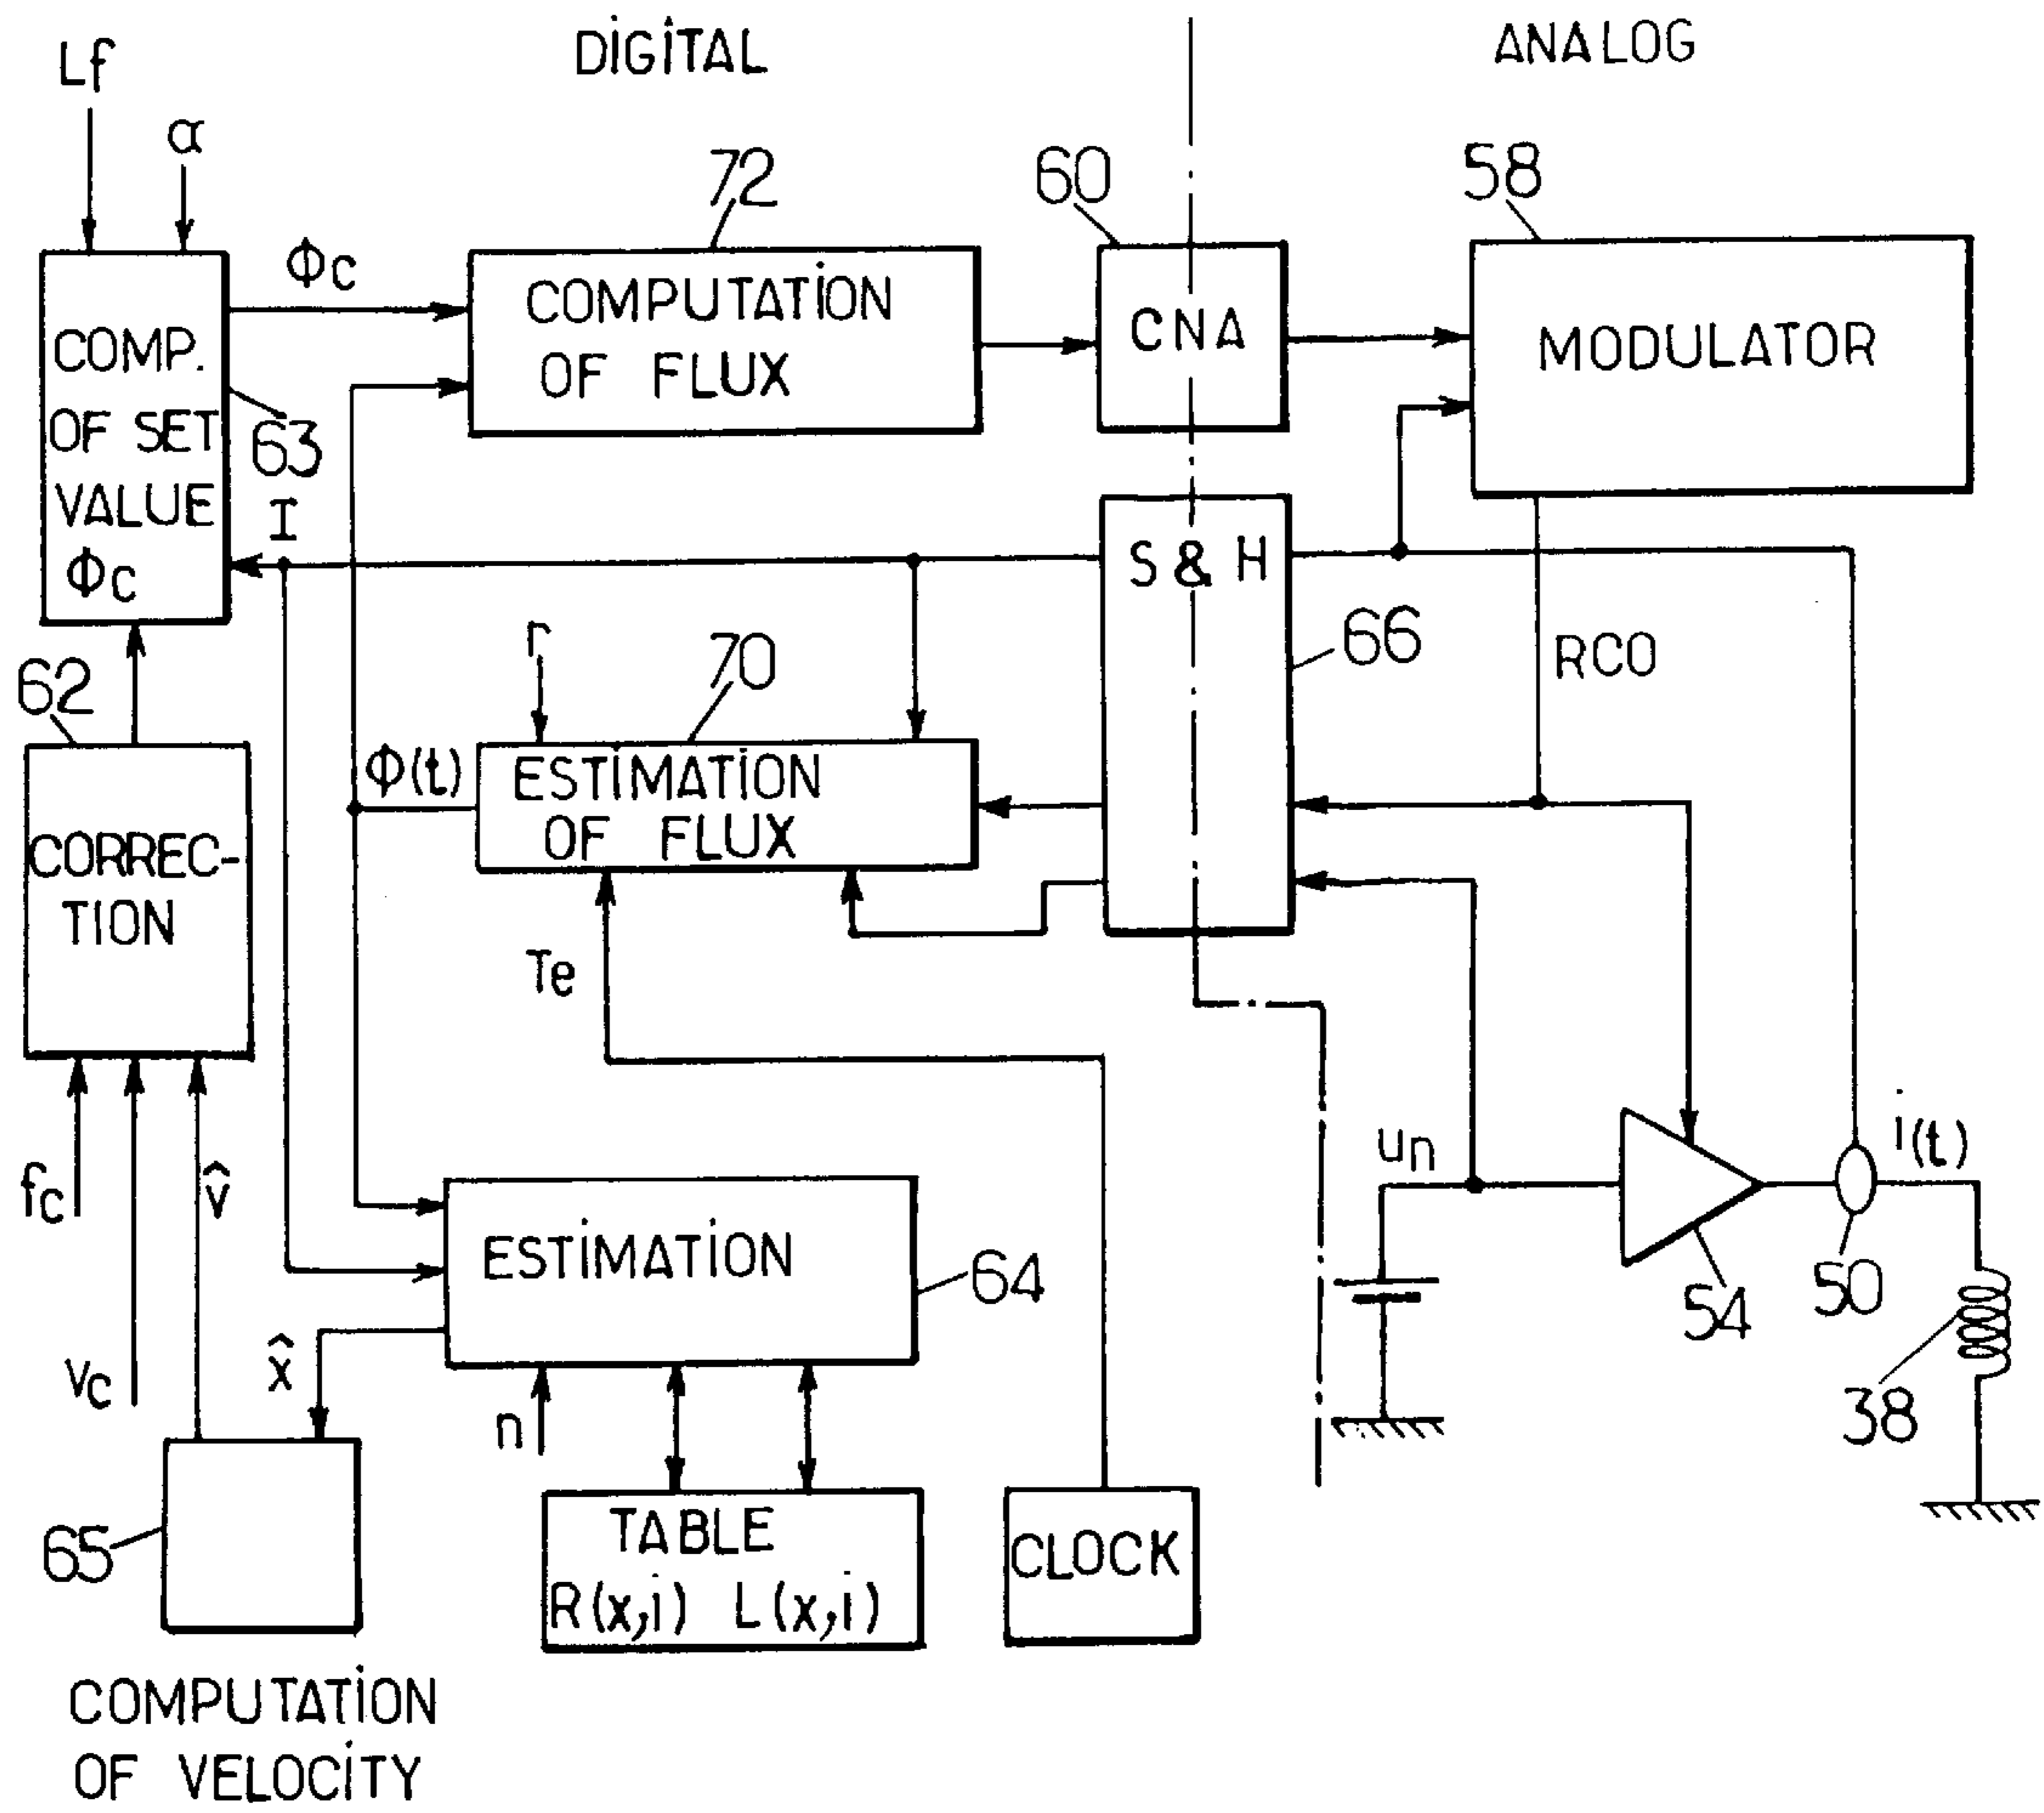 DIGITAL
ANALOG
Lf
α
72
60
58
Φc
COMPUTATION
OF FLUX
CNA
MODULATOR
COMP.
OF SET
VALUE
Φc
63
I
S & H
66
RCO
r
70
62
Φ(t)
ESTIMATION
OF FLUX
CORREC-
TION
Te
fc
v̂
un
i(t)
ESTIMATION
64
54
50
vc
x̂
n
38
65
TABLE
R(x,i) L(x,i)
CLOCK
COMPUTATION
OF VELOCITY